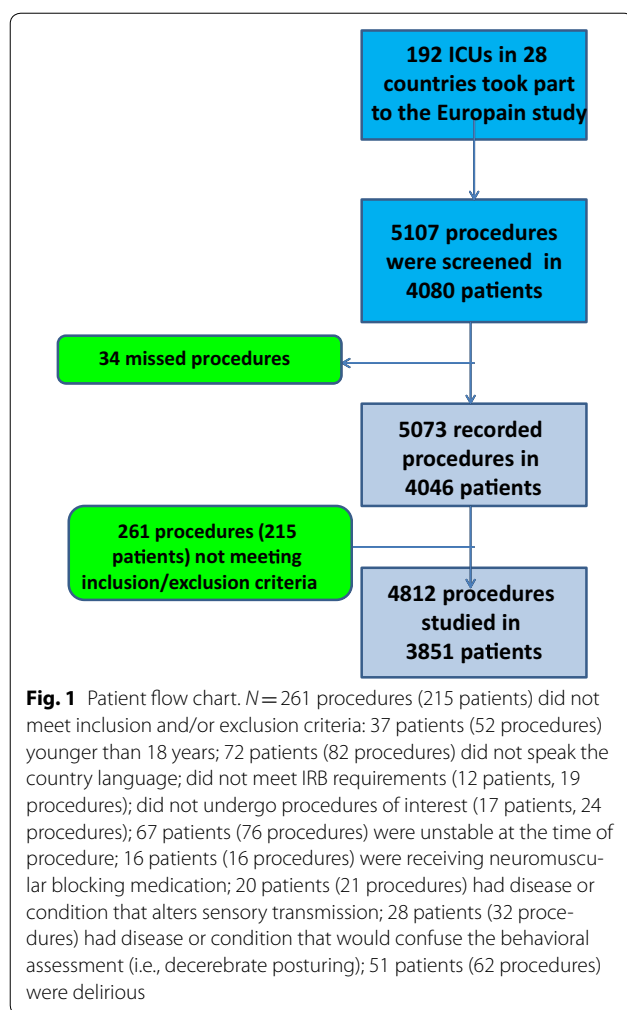 192 ICUs in 28
countries took part
to the Europain study
5107 procedures
were screened in
4080 patients
34 missed procedures
5073 recorded
procedures in
4046 patients
261 procedures (215
patients) not meeting
inclusion/exclusion criteria
4812 procedures
studied in
3851 patients
Fig. 1 Patient flow chart. N = 261 procedures (215 patients) did not
meet inclusion and/or exclusion criteria: 37 patients (52 procedures)
younger than 18 years; 72 patients (82 procedures) did not speak the
country language; did not meet IRB requirements (12 patients, 19
procedures); did not undergo procedures of interest (17 patients, 24
procedures); 67 patients (76 procedures) were unstable at the time of
procedure; 16 patients (16 procedures) were receiving neuromuscu-
lar blocking medication; 20 patients (21 procedures) had disease or
condition that alters sensory transmission; 28 patients (32 proce-
dures) had disease or condition that would confuse the behavioral
assessment (i.e., decerebrate posturing); 51 patients (62 procedures)
were delirious